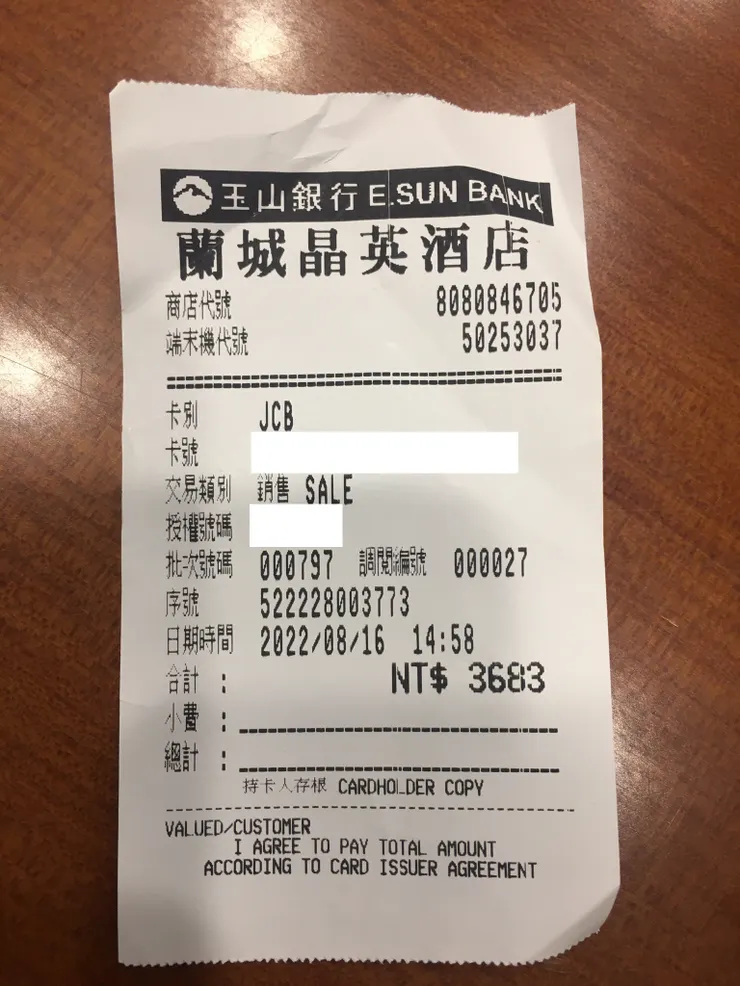 玉山銀行 E.SUN BANK
蘭城晶英酒店
商店代號 8080846705
端末機代號 50253037
卡別 JCB
卡號
交易類別 銷售 SALE
授權號碼
批次號碼 000797 調閱編號 000027
序號 522228003773
日期時間 2022/08/16 14:58
合計 : NT$ 3683
小費 :
總計 :
持卡人存根 CARDHOLDER COPY
VALUED/CUSTOMER
I AGREE TO PAY TOTAL AMOUNT
ACCORDING TO CARD ISSUER AGREEMENT